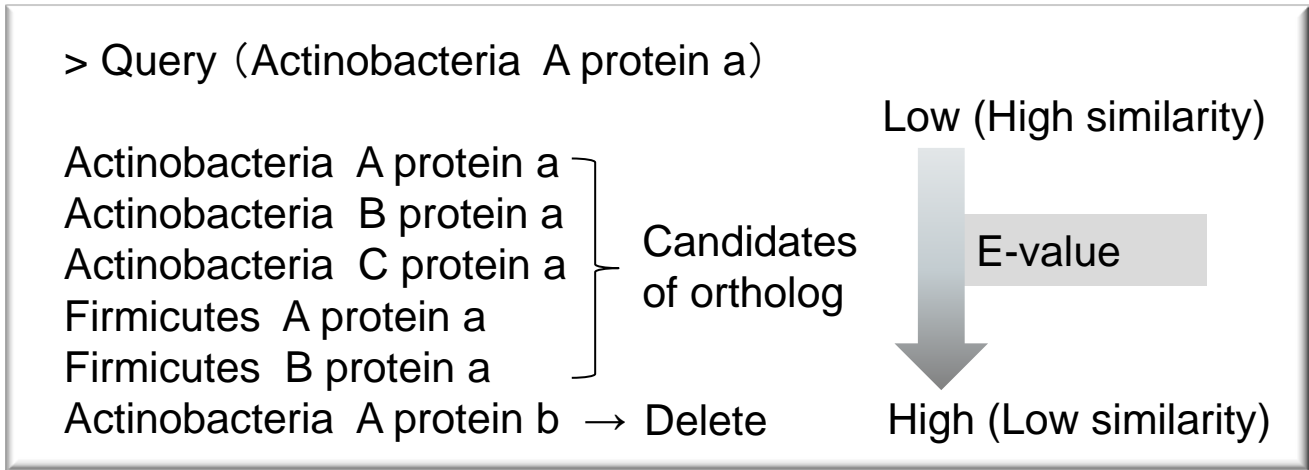 > Query（Actinobacteria A protein a）
Actinobacteria A protein a
Actinobacteria B protein a
Actinobacteria C protein a
Firmicutes A protein a
Firmicutes B protein a
Actinobacteria A protein b → Delete
Candidates
of ortholog
Low (High similarity)
E-value
High (Low similarity)